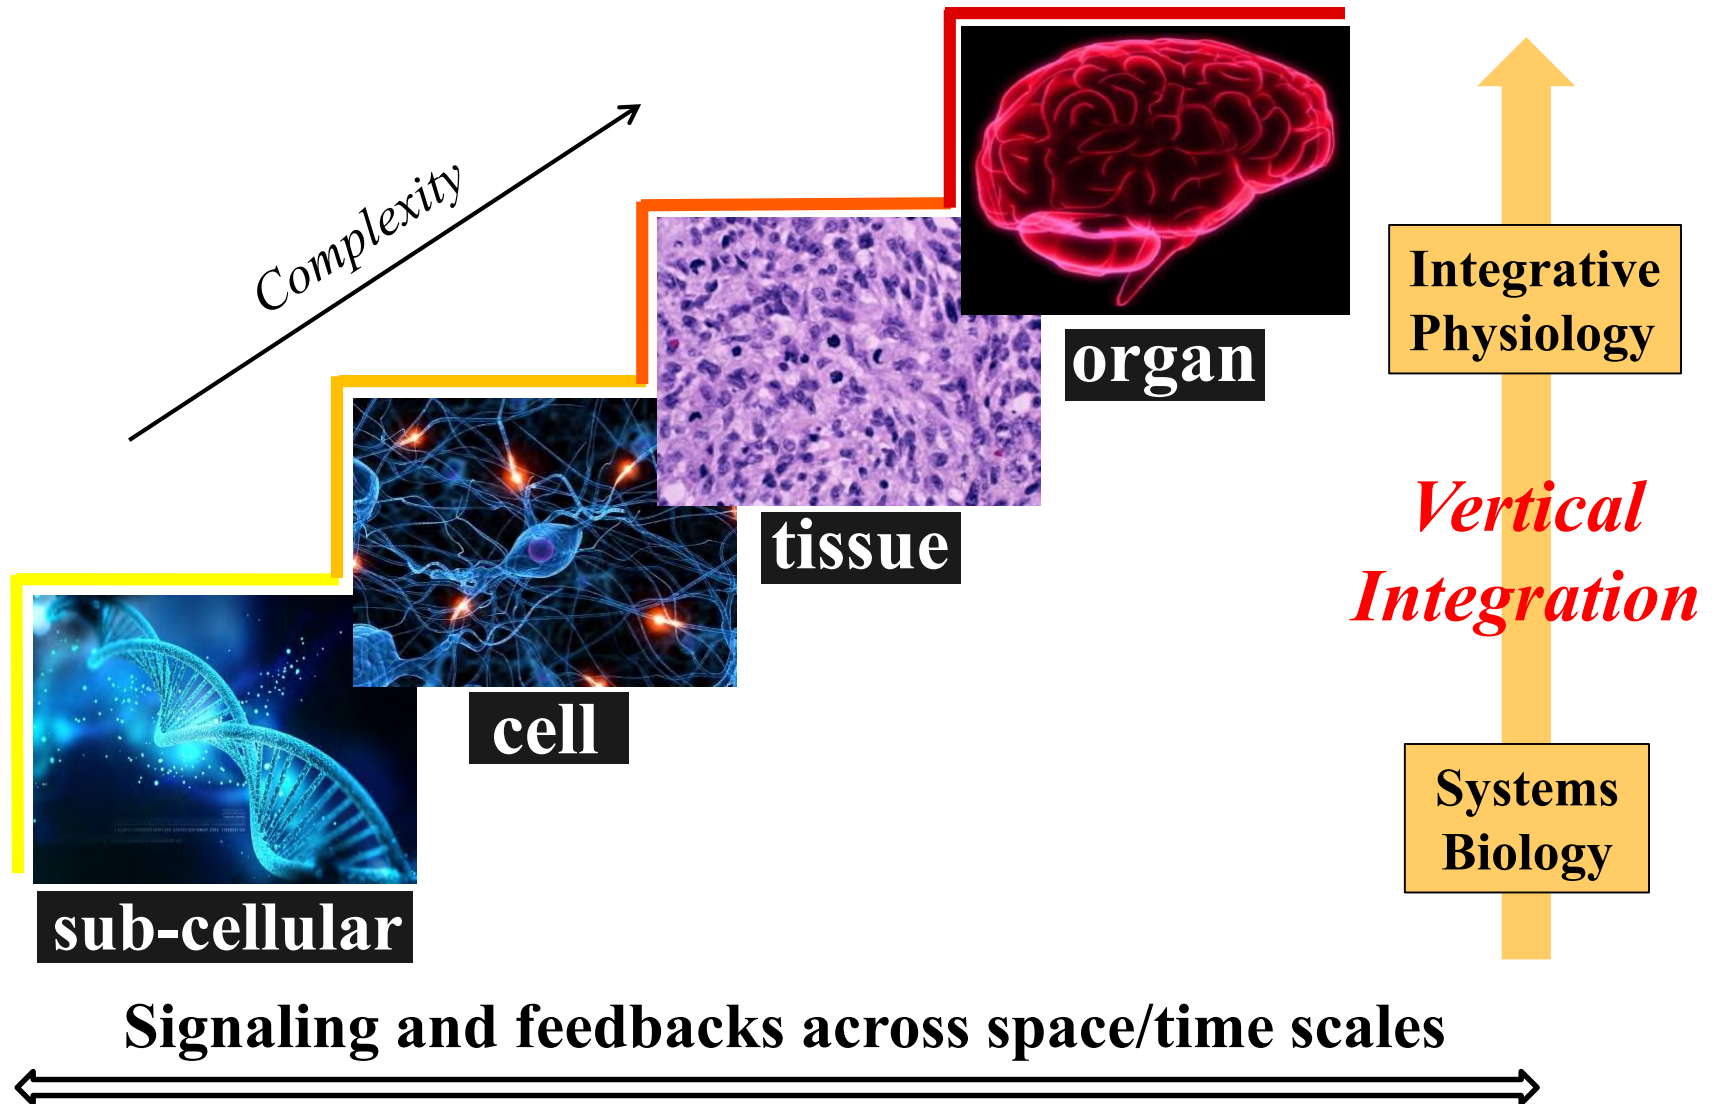 Complexity
organ
Integrative
Physiology
tissue
Vertical
Integration
cell
Systems
Biology
sub-cellular
Signaling and feedbacks across space/time scales